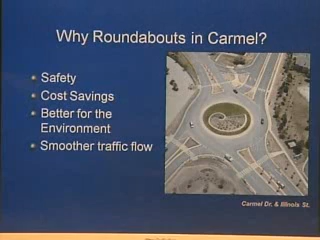 Why Roundabouts in Carmel?
Safety
Cost Savings
Better for the
Environment
Smoother traffic flow
Carmel Dr. & Illinois St.